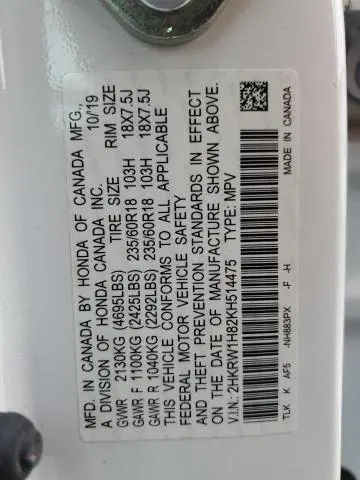 MFD. IN CANADA BY HONDA OF CANADA MFG.,
A DIVISION OF HONDA CANADA INC. 10/19
TIRE SIZE RIM SIZE
GVWR 2130KG (4695LBS)
GAWR F 1100KG (2425LBS) 235/60R18 103H 18X7.5J
GAWR R 1040KG (2292LBS) 235/60R18 103H 18X7.5J
THIS VEHICLE CONFORMS TO ALL APPLICABLE
FEDERAL MOTOR VEHICLE SAFETY
AND THEFT PREVENTION STANDARDS IN EFFECT
ON THE DATE OF MANUFACTURE SHOWN ABOVE.
V.I.N.: 2HKRW1H82KH514475 TYPE: MPV
TLK K AF5 -NH883PX -F -H MADE IN CANADA